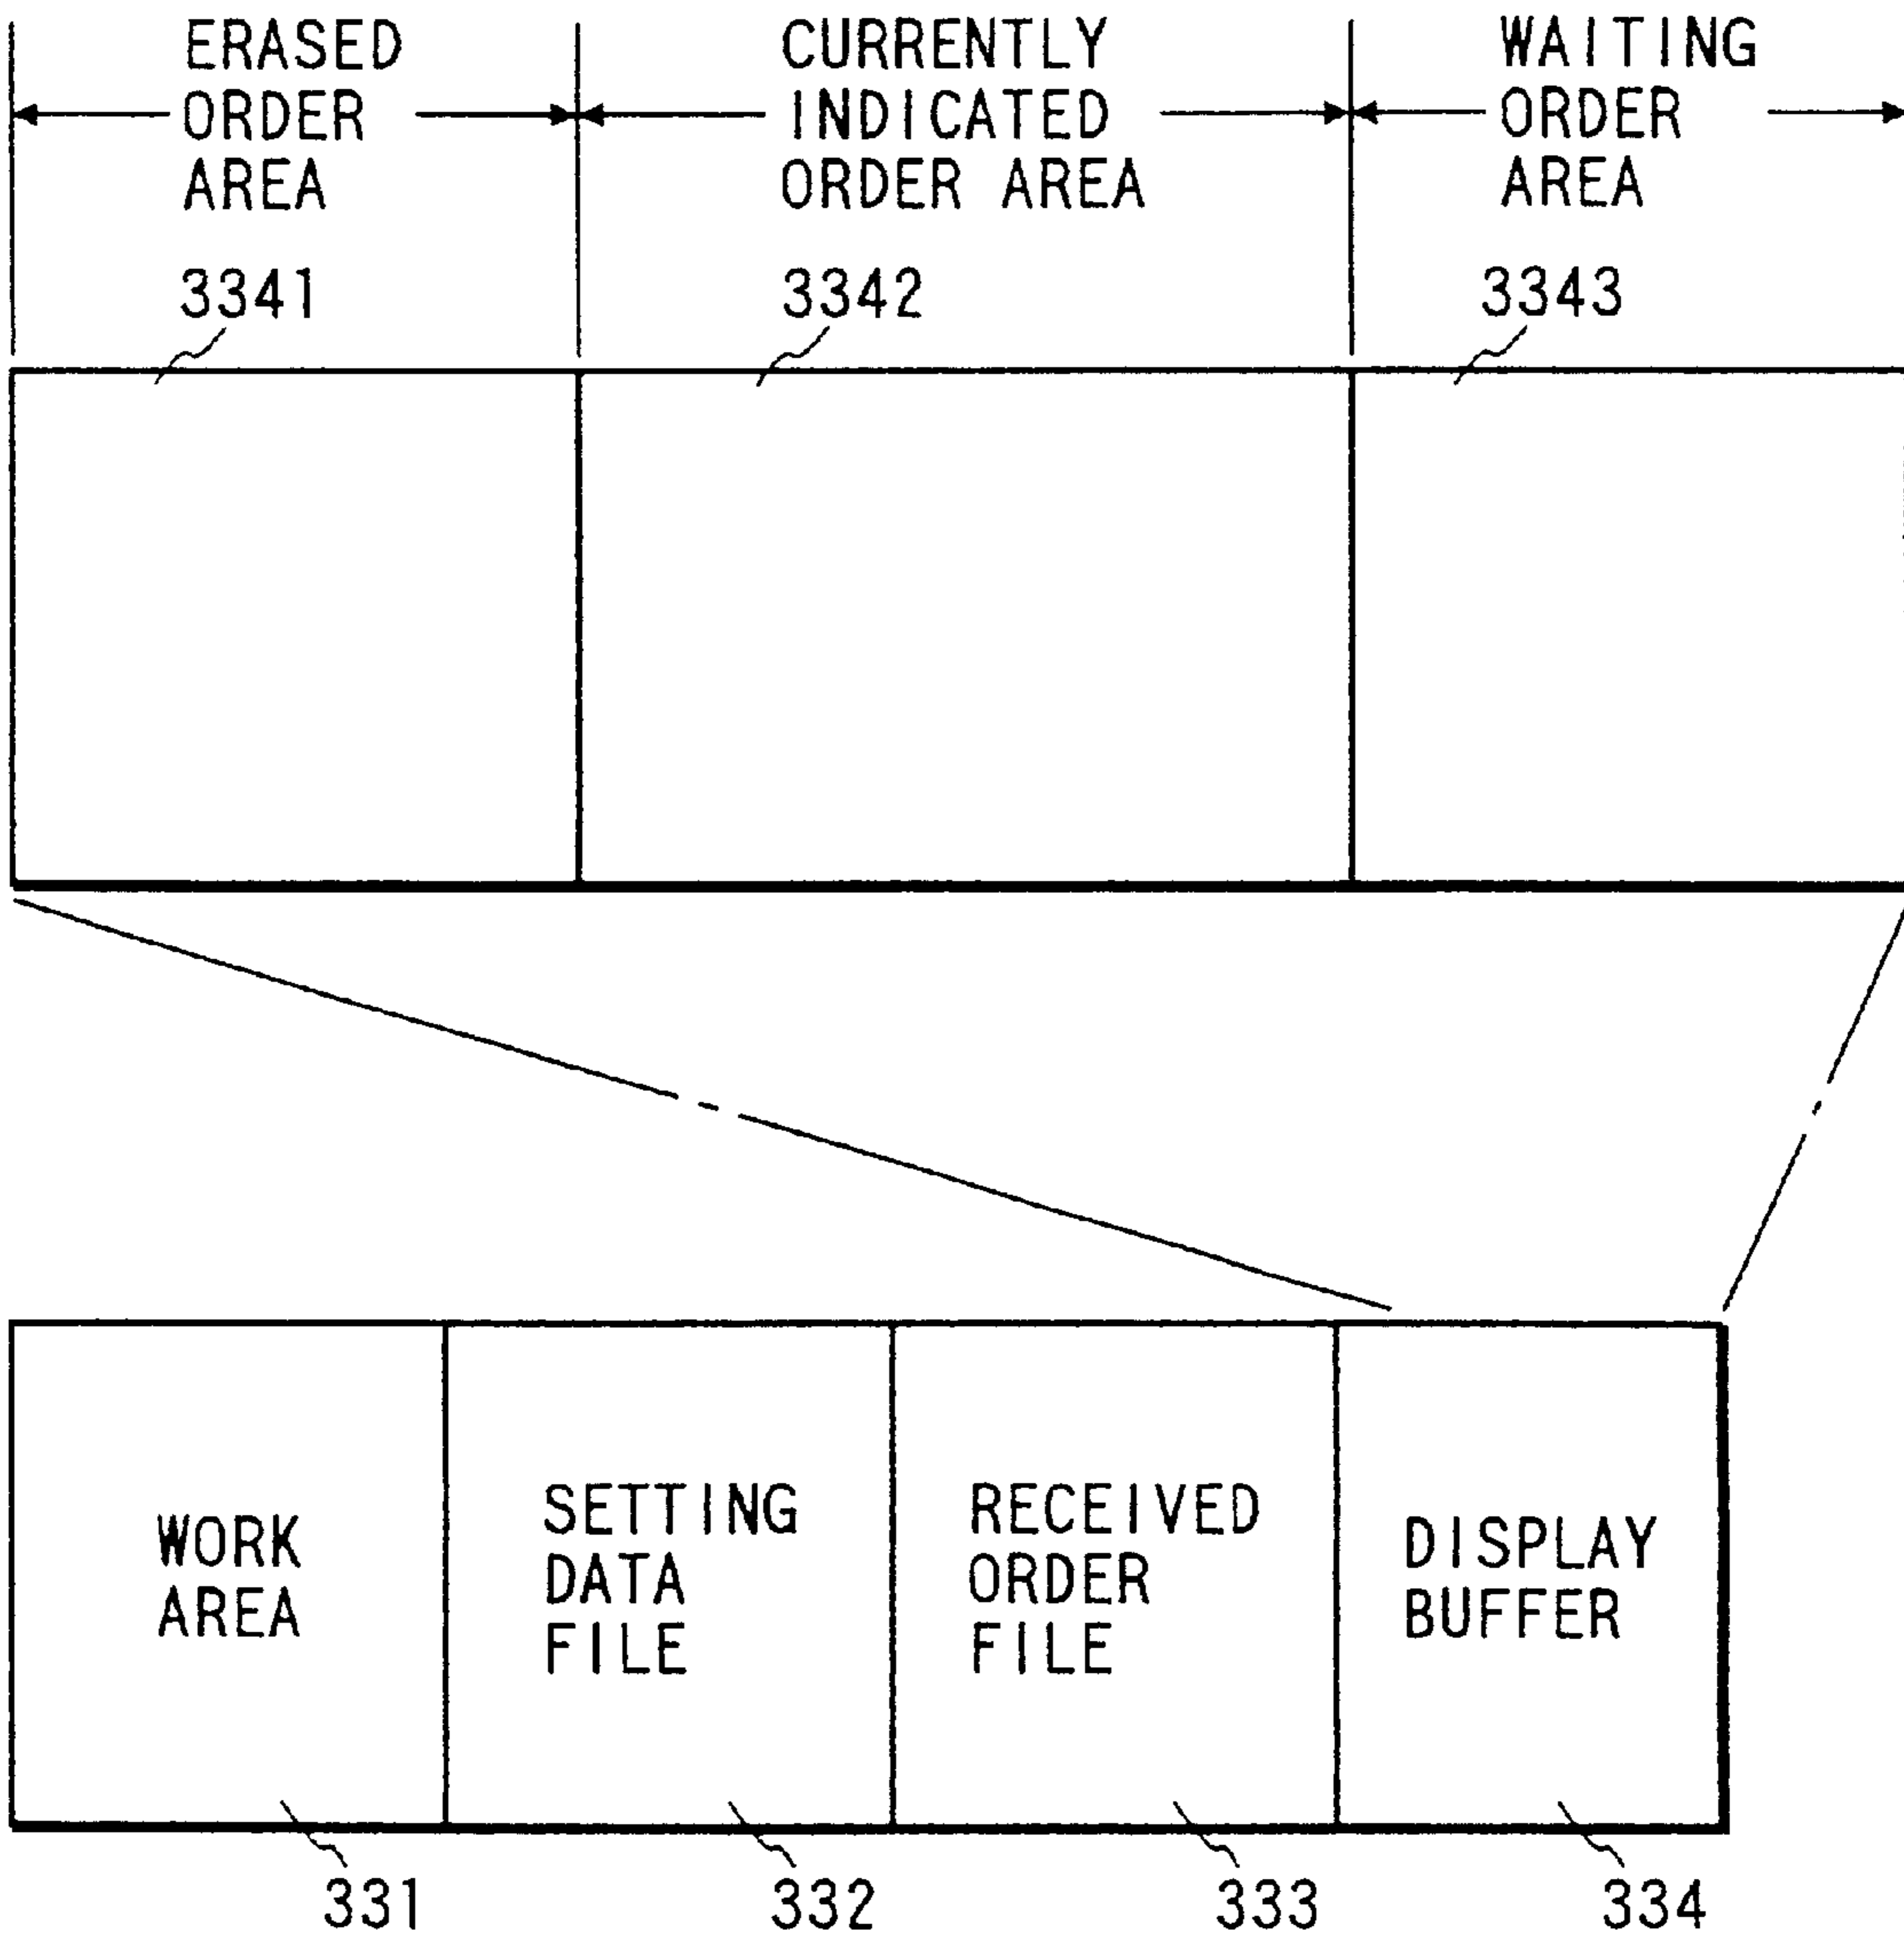 ERASED
ORDER
AREA
CURRENTLY
INDICATED
ORDER AREA
WAITING
ORDER
AREA
3341
3342
3343
WORK
AREA
SETTING
DATA
FILE
RECEIVED
ORDER
FILE
DISPLAY
BUFFER
331
332
333
334